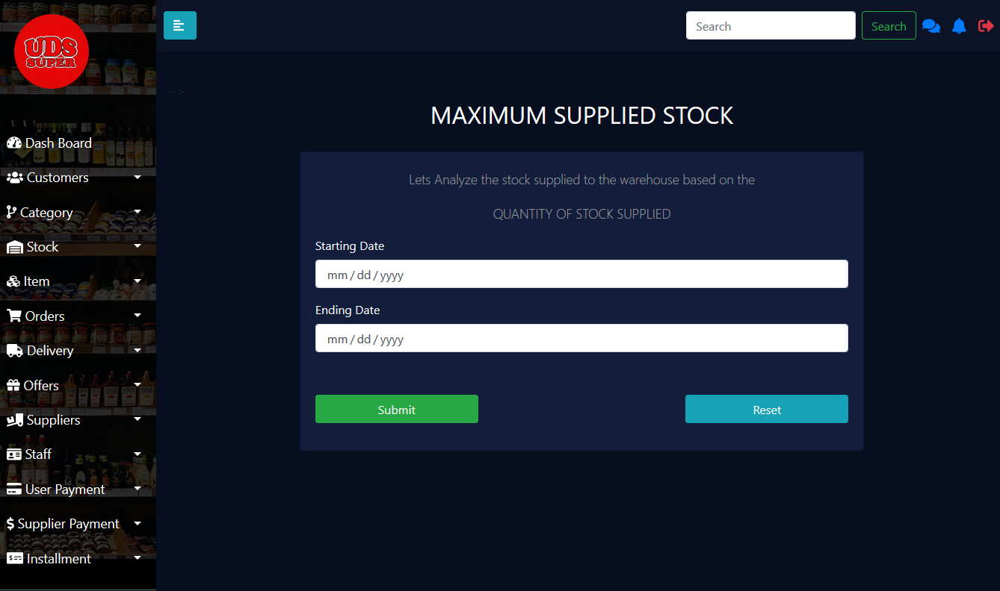 UDS
SUPER
Search
Search
-->
MAXIMUM SUPPLIED STOCK
Lets Analyze the stock supplied to the warehouse based on the
QUANTITY OF STOCK SUPPLIED
Starting Date
mm/dd/yyyy
Ending Date
mm/dd/yyyy
Submit
Reset
Dash Board
Customers
Category
Stock
Item
Orders
Delivery
Offers
Suppliers
Staff
User Payment
Supplier Payment
Installment